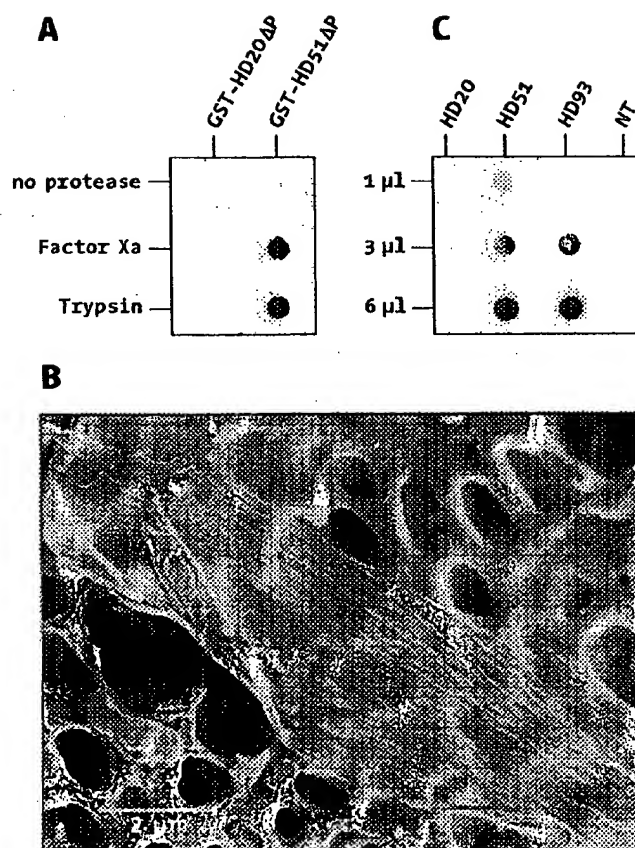 A
GST-HD20ΔP
GST-HD51ΔP
no protease
Factor Xa
Trypsin
C
HD20
HD51
HD93
NT
1 µl
3 µl
6 µl
B